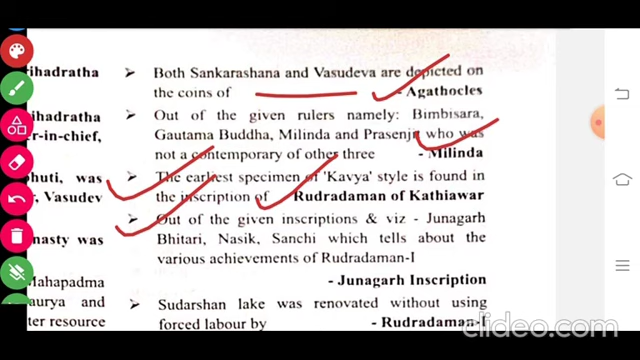 ihadratha
ihadratha
er-in-chief,
bhuti, was
r, Vasudev
nasty was
Mahapadma
aurya and
ter resource
➢ Both Sankarashana and Vasudeva are depicted on
the coins of - Agathocles
➢ Out of the given rulers namely: Bimbisara,
Gautama Buddha, Milinda and Prasenjit who was
not a contemporary of other three - Milinda
➢ The earliest specimen of 'Kavya' style is found in
the inscription of Rudradaman of Kathiawar
➢ Out of the given inscriptions & viz - Junagarh
Bhitari, Nasik, Sanchi which tells about the
various achievements of Rudradaman-I
- Junagarh Inscription
➢ Sudarshan lake was renovated without using
forced labour by - Rudradaman-I
clideo.com